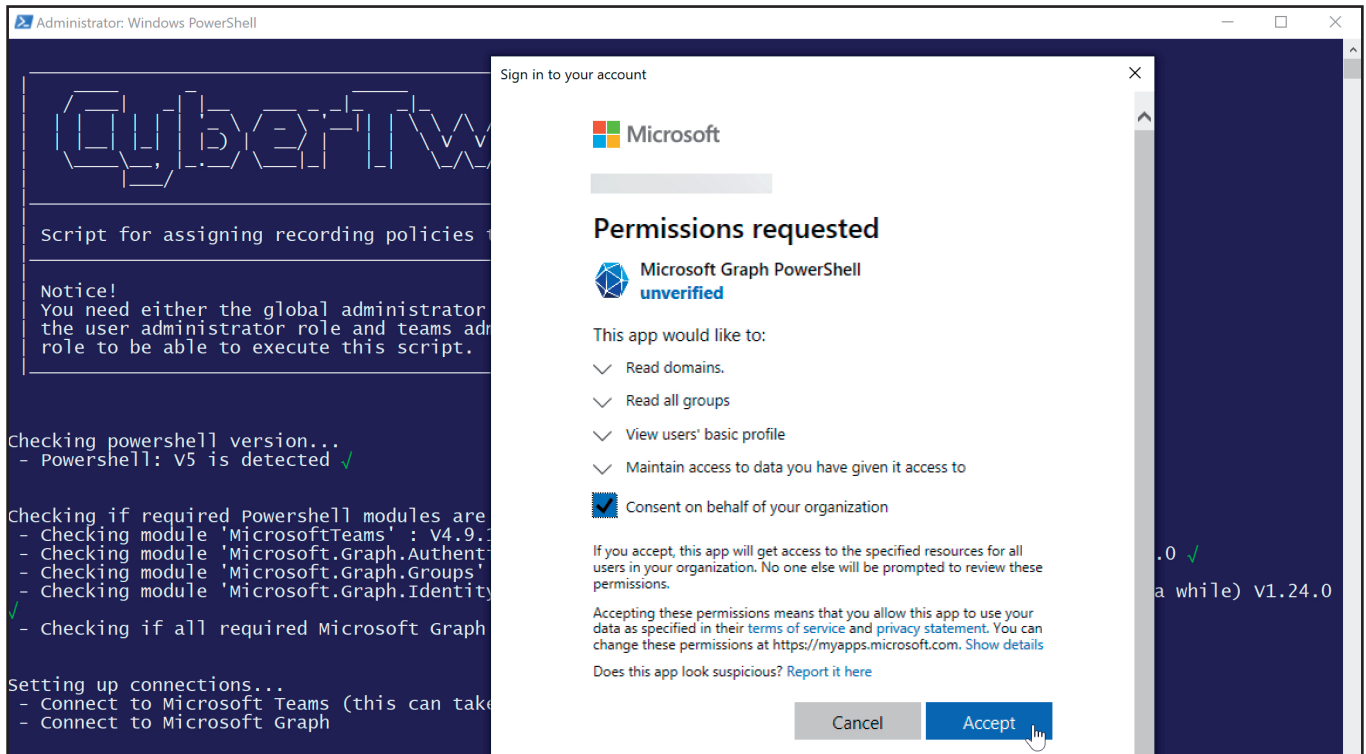 Administrator: Windows PowerShell
CyberTw
Script for assigning recording policies
Notice!
You need either the global administrator
the user administrator role and teams
role to be able to execute this script.
Checking powershell version...
- Powershell: V5 is detected √
Checking if required Powershell modules are
- Checking module 'MicrosoftTeams' : V4.9.
- Checking module 'Microsoft.Graph.Authent
.0 √
- Checking module 'Microsoft.Graph.Groups'
- Checking module 'Microsoft.Graph.Identity
a while) V1.24.0
√
- Checking if all required Microsoft Graph
Setting up connections...
- Connect to Microsoft Teams (this can take
- Connect to Microsoft Graph
Sign in to your account
Microsoft
Permissions requested
Microsoft Graph PowerShell
unverified
This app would like to:
Read domains.
Read all groups
View users' basic profile
Maintain access to data you have given it access to
Consent on behalf of your organization
If you accept, this app will get access to the specified resources for all
users in your organization. No one else will be prompted to review these
permissions.
Accepting these permissions means that you allow this app to use your
data as specified in their terms of service and privacy statement. You can
change these permissions at https://myapps.microsoft.com. Show details
Does this app look suspicious? Report it here
Cancel
Accept